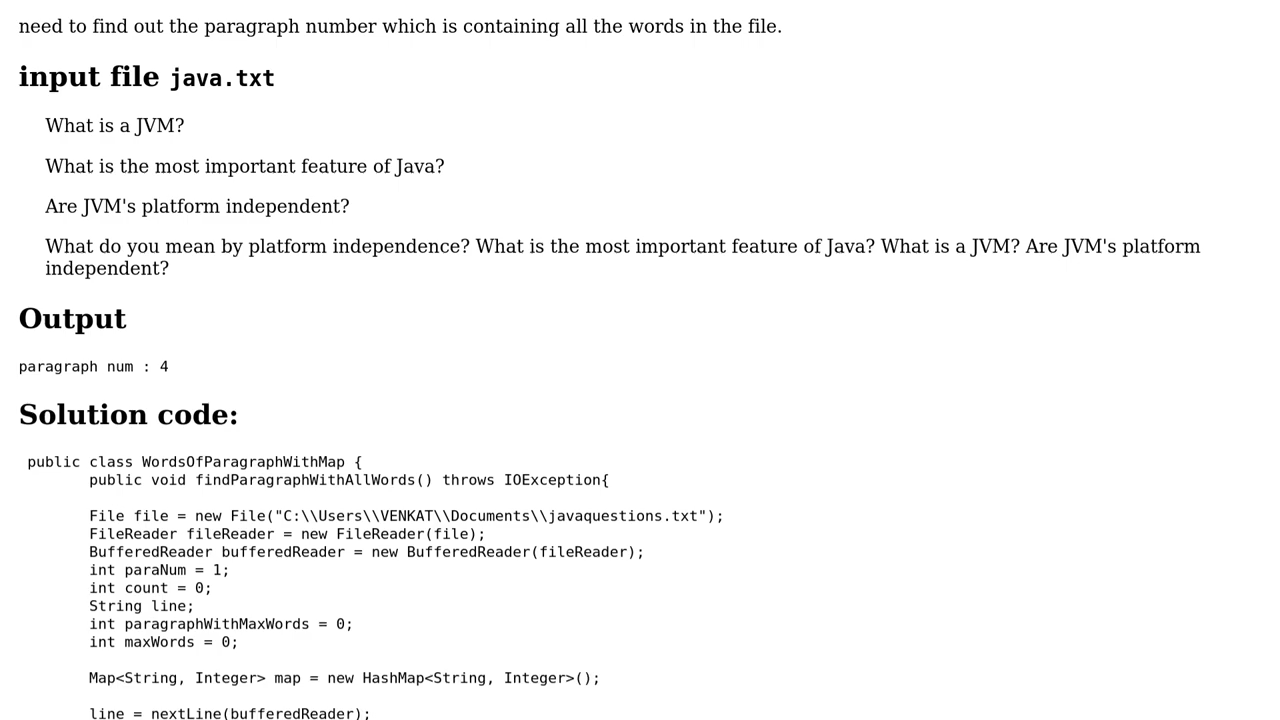 need to find out the paragraph number which is containing all the words in the file.
input file java.txt
What is a JVM?
What is the most important feature of Java?
Are JVM's platform independent?
What do you mean by platform independence? What is the most important feature of Java? What is a JVM? Are JVM's platform
independent?
Output
paragraph num : 4
Solution code:
public class WordsOfParagraphWithMap {
public void findParagraphWithAllWords() throws IOException{
File file = new File("C:\\Users\\VENKAT\\Documents\\javaquestions.txt");
FileReader fileReader = new FileReader(file);
BufferedReader bufferedReader = new BufferedReader(fileReader);
int paraNum = 1;
int count = 0;
String line;
int paragraphWithMaxWords = 0;
int maxWords = 0;
Map<String, Integer> map = new HashMap<String, Integer>();
line = nextLine(bufferedReader);